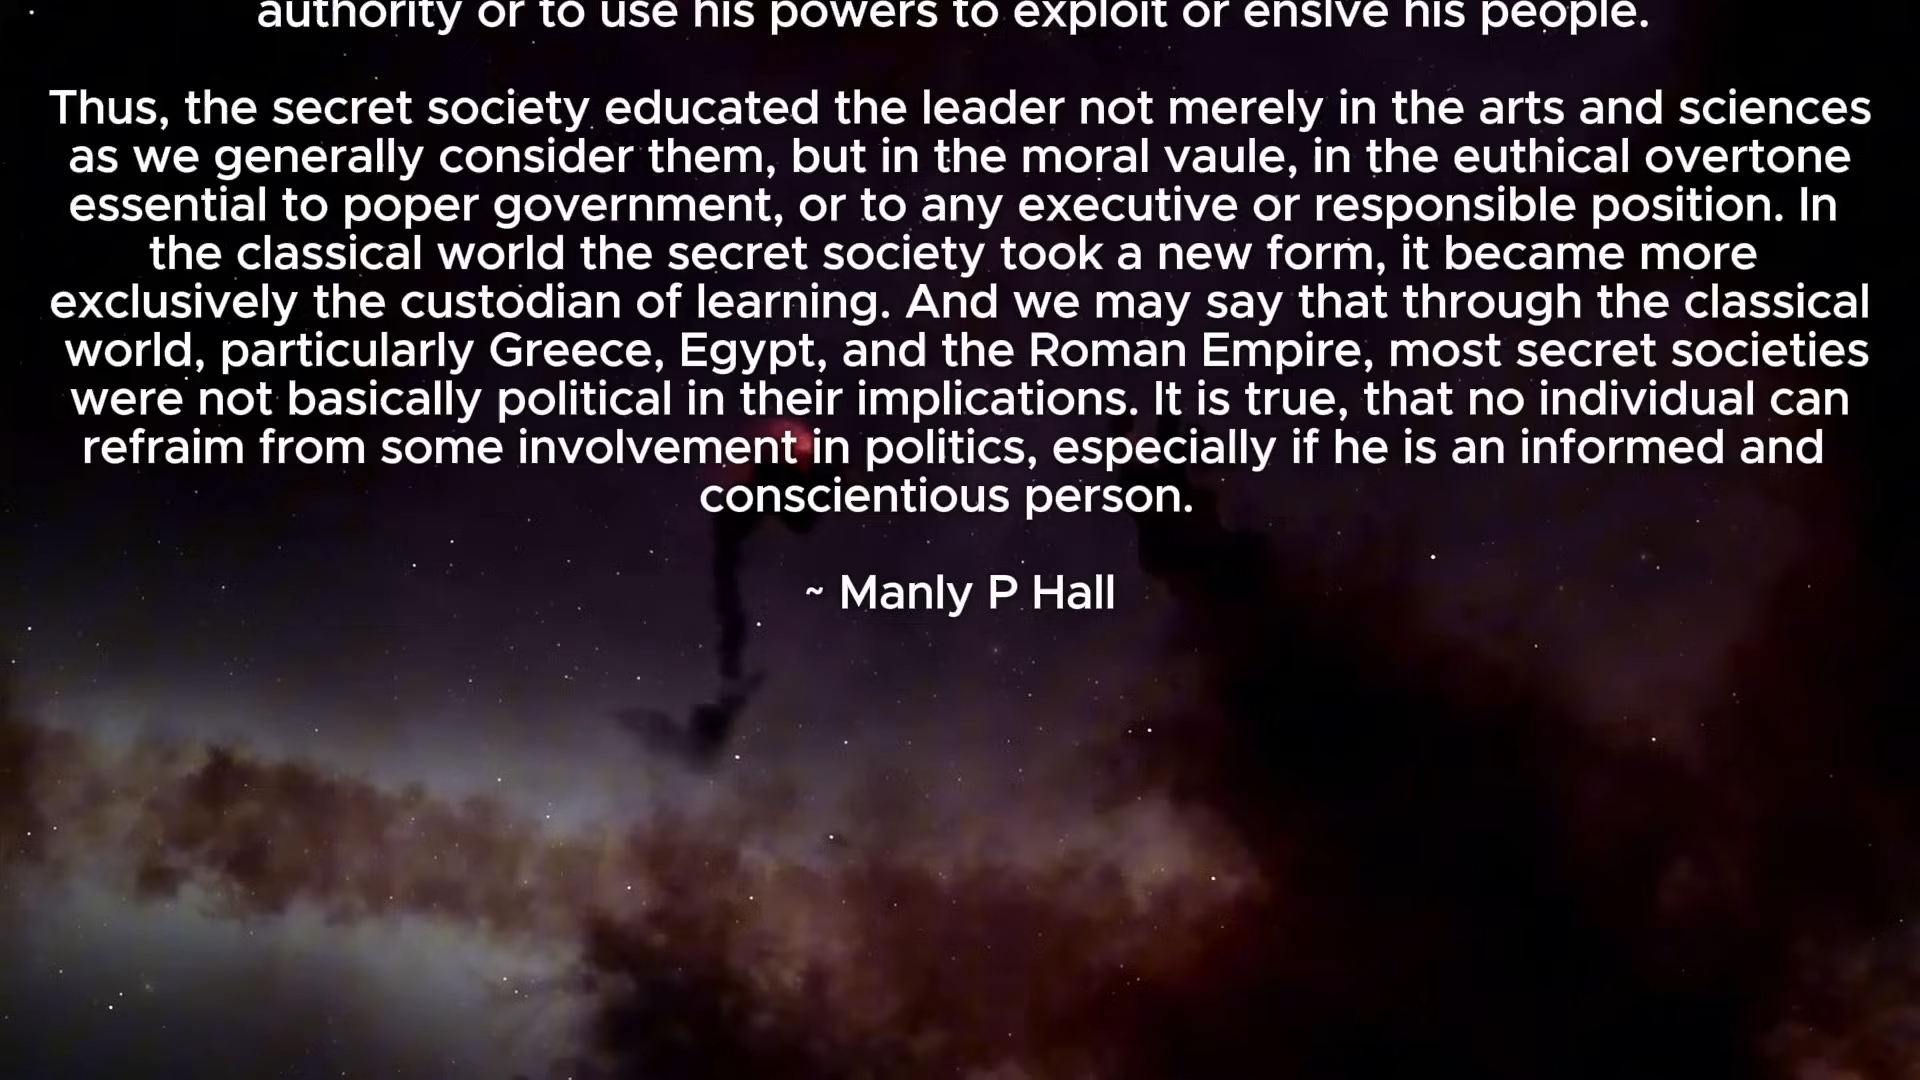 authority or to use his powers to exploit or enslve his people.
Thus, the secret society educated the leader not merely in the arts and sciences
as we generally consider them, but in the moral vaule, in the euthical overtone
essential to poper government, or to any executive or responsible position. In
the classical world the secret society took a new form, it became more
exclusively the custodian of learning. And we may say that through the classical
world, particularly Greece, Egypt, and the Roman Empire, most secret societies
were not basically political in their implications. It is true, that no individual can
refraim from some involvement in politics, especially if he is an informed and
conscientious person.
~ Manly P Hall